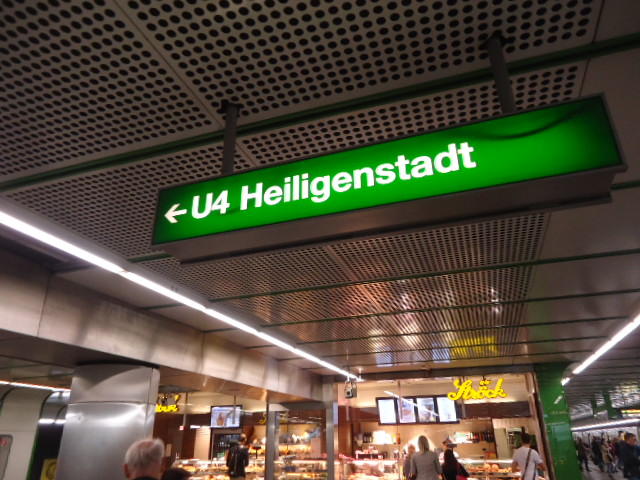 ← U4 Heiligenstadt
Ströck